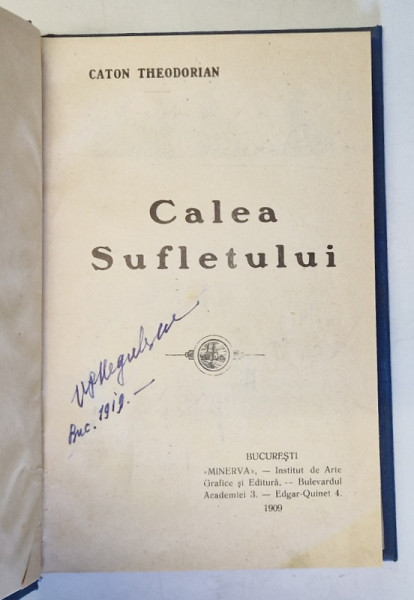 CATON THEODORIAN
Calea
Sufletului
Buc. 1919. —
BUCUREȘTI
«MINERVA», — Institut de Arte
Grafice și Editură, -- Bulevardul
Academiei 3. — Edgar-Quinet 4.
1909